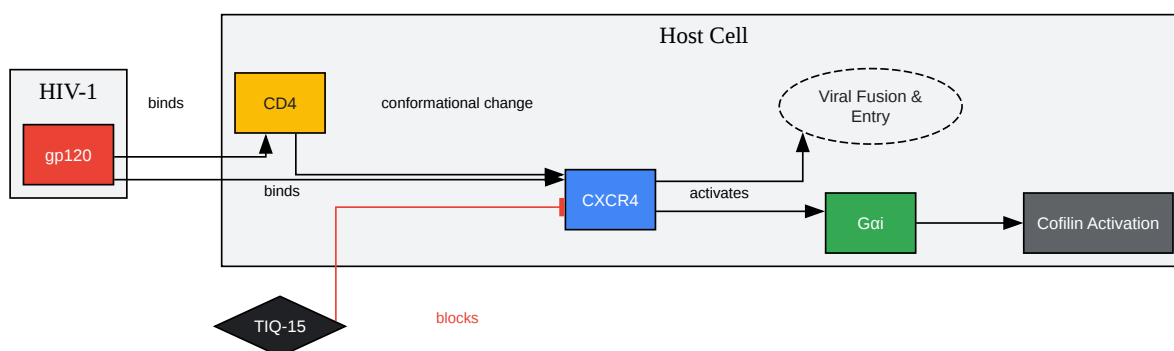 Host Cell
HIV-1
binds
CD4
conformational change
Viral Fusion &
Entry
gp120
binds
CXCR4
activates
Gαi
Cofilin Activation
TIQ-15
blocks